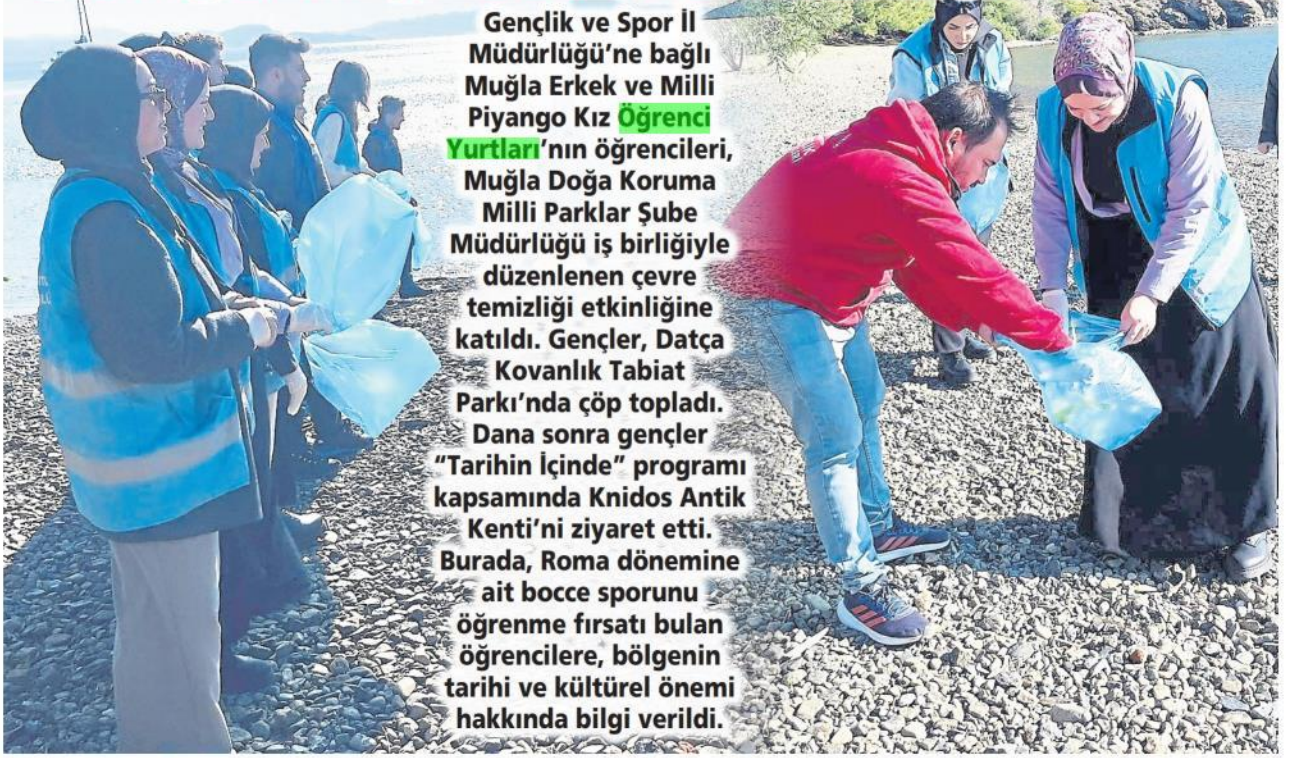 Gençlik ve Spor İl
Müdürlüğü’ne bağlı
Muğla Erkek ve Milli
Piyango Kız Öğrenci
Yurtları’nın öğrencileri,
Muğla Doğa Koruma
Milli Parklar Şube
Müdürlüğü iş birliğiyle
düzenlenen çevre
temizliği etkinliğine
katıldı. Gençler, Datça
Kovanlık Tabiat
Parkı’nda çöp topladı.
Dana sonra gençler
“Tarihin İçinde” programı
kapsamında Knidos Antik
Kenti’ni ziyaret etti.
Burada, Roma dönemine
ait bocce sporunu
öğrenme fırsatı bulan
öğrencilere, bölgenin
tarihi ve kültürel önemi
hakkında bilgi verildi.